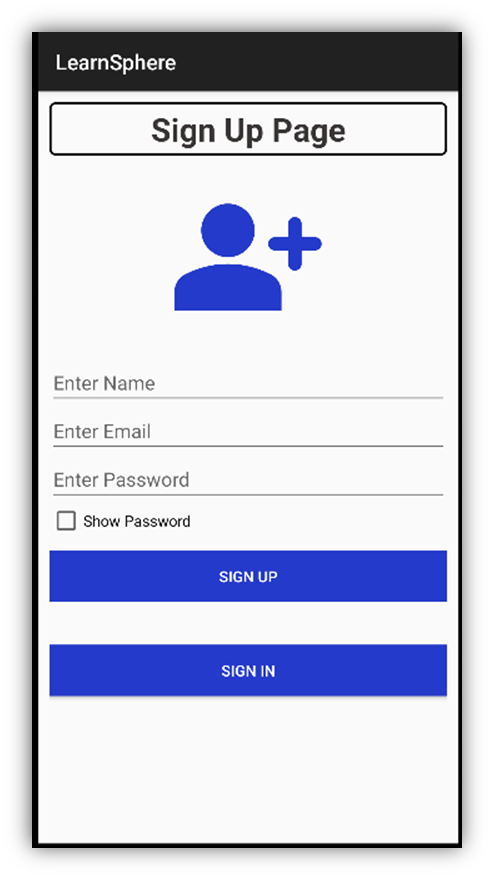 LearnSphere
Sign Up Page
Enter Name
Enter Email
Enter Password
Show Password
SIGN UP
SIGN IN